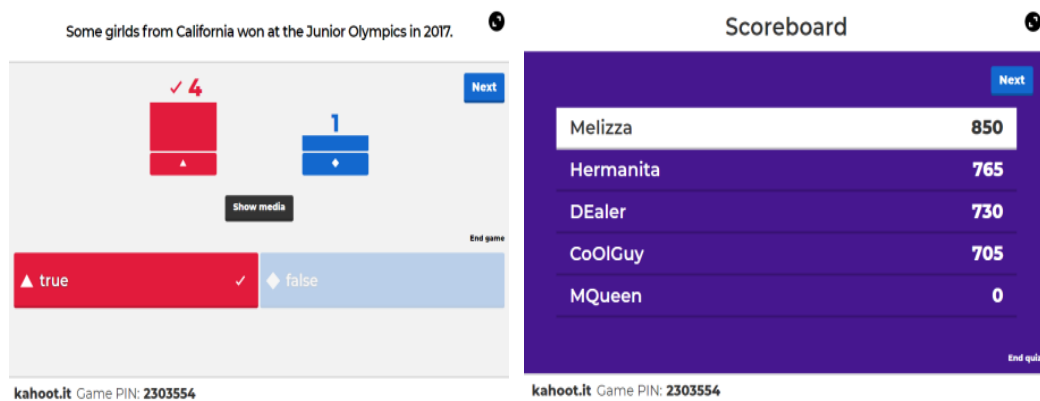 Some girlds from California won at the Junior Olympics in 2017.
✓ 4
1
Next
Show media
End game
true ✓
false
kahoot.it Game PIN: 2303554
Scoreboard
Next
Melizza 850
Hermanita 765
DEaler 730
CoOlGuy 705
MQueen 0
End quiz
kahoot.it Game PIN: 2303554